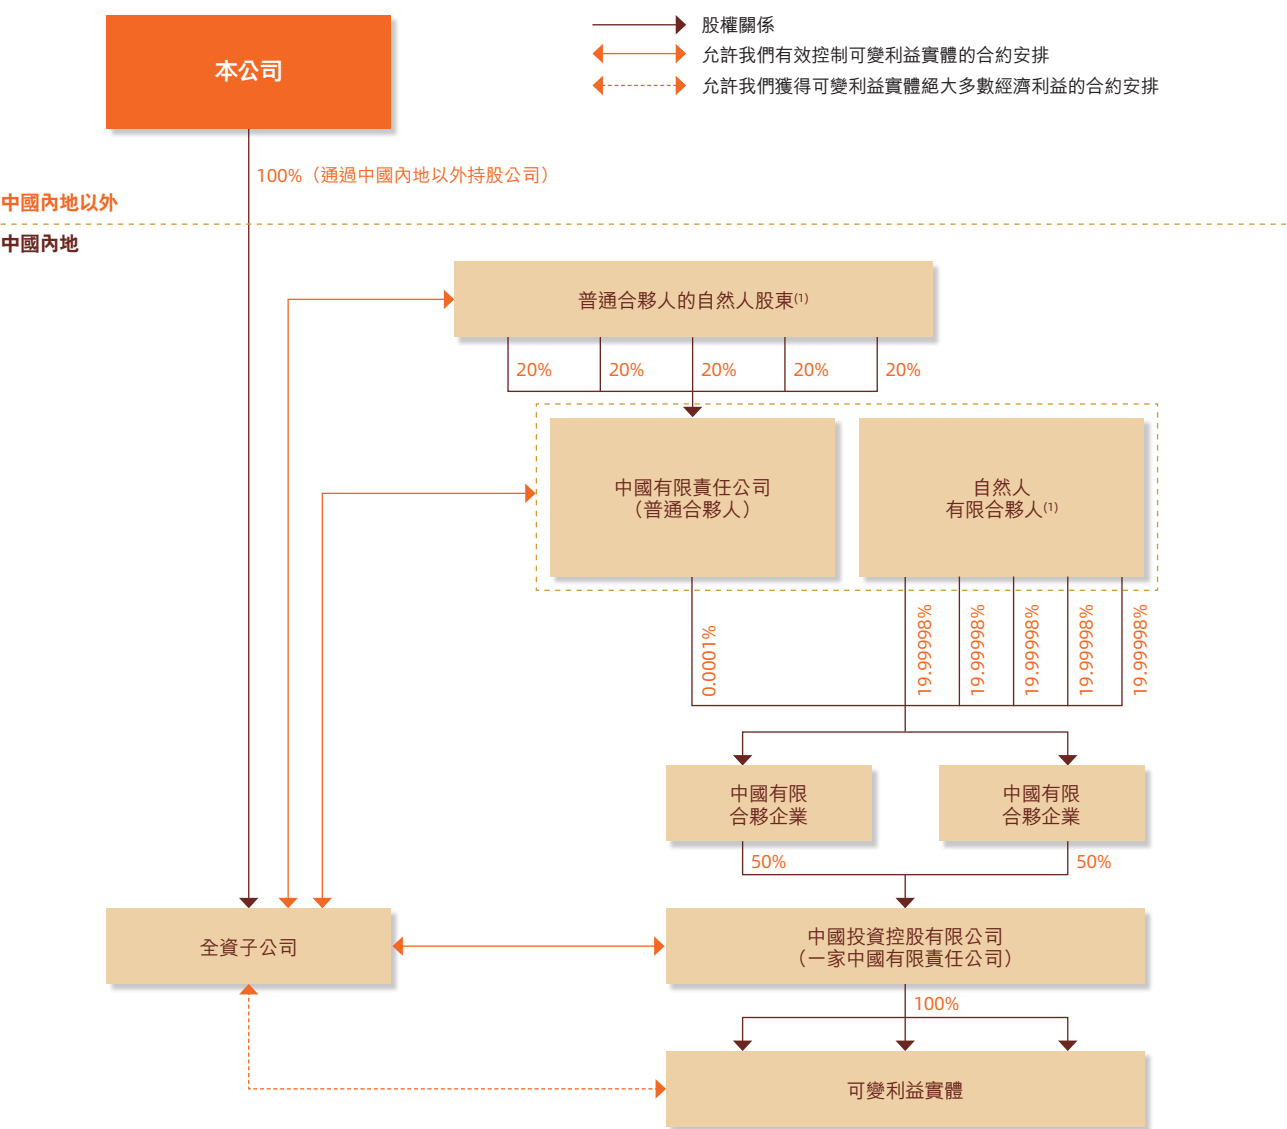 股權關係
允許我們有效控制可變利益實體的合約安排
允許我們獲得可變利益實體絕大多數經濟利益的合約安排
本公司
100%（通過中國內地以外持股公司）
中國內地以外
中國內地
普通合夥人的自然人股東(1)
20%
20%
20%
20%
20%
中國有限責任公司
（普通合夥人）
自然人
有限合夥人(1)
0.0001%
19.99998%
19.99998%
19.99998%
19.99998%
19.99998%
中國有限
合夥企業
中國有限
合夥企業
50%
50%
全資子公司
中國投資控股有限公司
（一家中國有限責任公司）
100%
可變利益實體